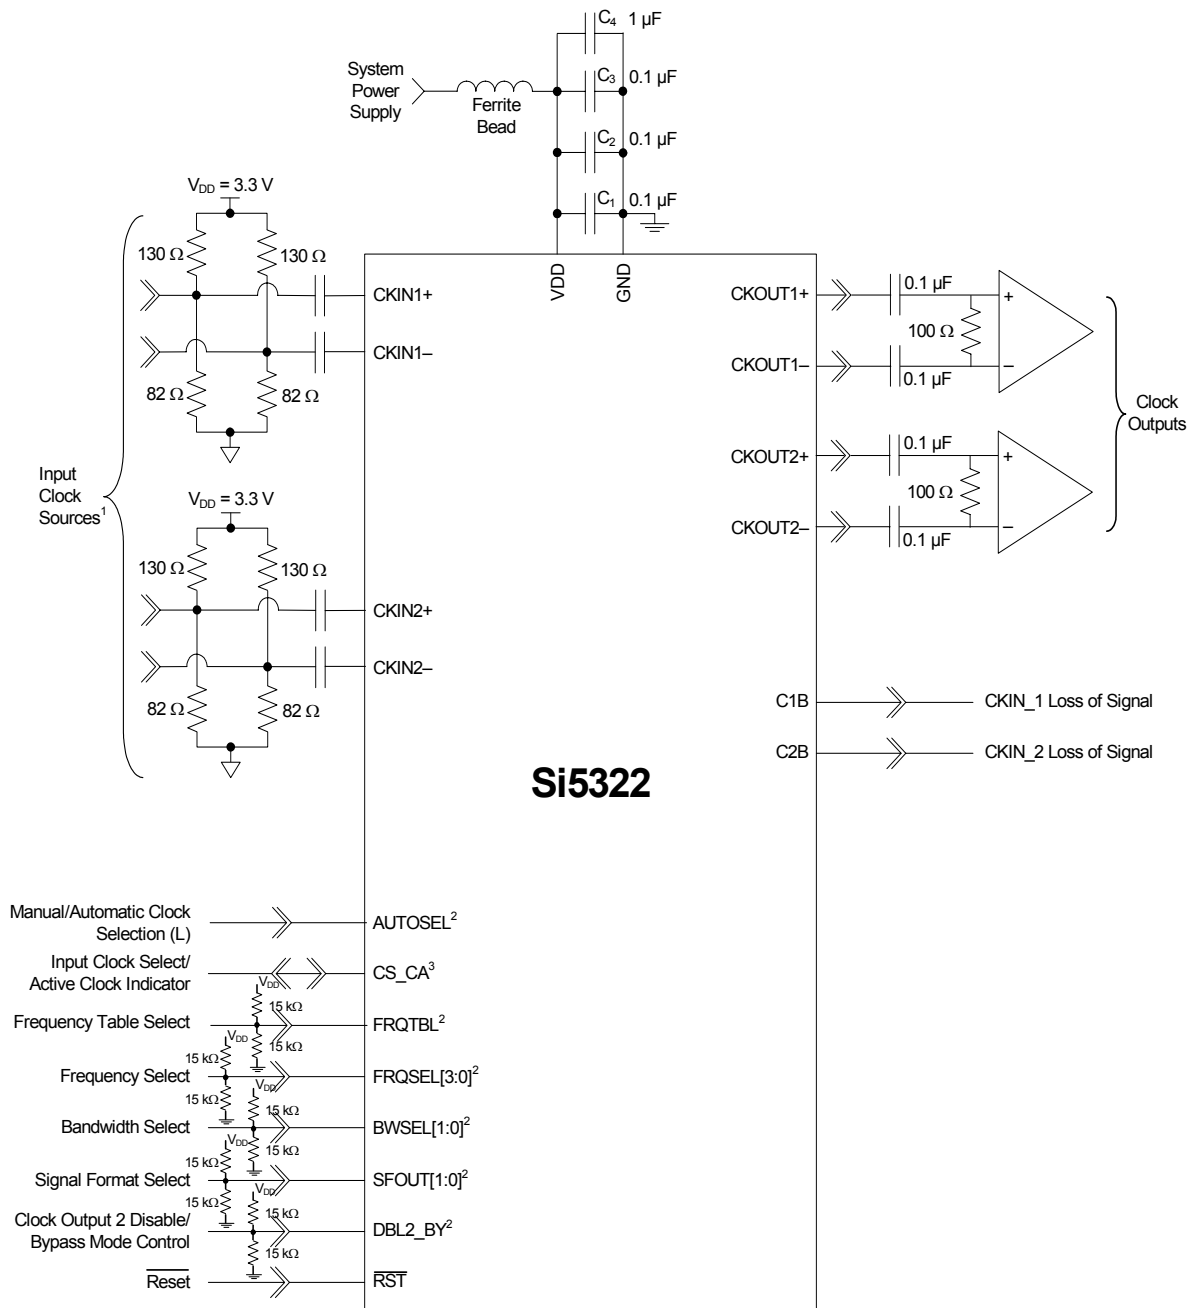 C4 1 µF
System
Power
Supply
Ferrite
Bead
C3 0.1 µF
C2 0.1 µF
C1 0.1 µF
VDD = 3.3 V
130 Ω
130 Ω
82 Ω
82 Ω
CKIN1+
CKIN1–
VDD
GND
CKOUT1+
0.1 µF
100 Ω
+
–
CKOUT1–
0.1 µF
Clock
Outputs
CKOUT2+
0.1 µF
100 Ω
+
–
CKOUT2–
0.1 µF
Input
Clock
Sources1
VDD = 3.3 V
130 Ω
130 Ω
82 Ω
82 Ω
CKIN2+
CKIN2–
C1B
CKIN_1 Loss of Signal
C2B
CKIN_2 Loss of Signal
Si5322
Manual/Automatic Clock
Selection (L)
AUTOSEL2
Input Clock Select/
Active Clock Indicator
CS_CA3
VDD
15 kΩ
Frequency Table Select
FRQTBL2
15 kΩ
VDD
15 kΩ
Frequency Select
FRQSEL[3:0]2
15 kΩ
VDD
15 kΩ
Bandwidth Select
BWSEL[1:0]2
15 kΩ
VDD
15 kΩ
Signal Format Select
SFOUT[1:0]2
15 kΩ
VDD
15 kΩ
Clock Output 2 Disable/
Bypass Mode Control
DBL2_BY2
15 kΩ
Reset
RST